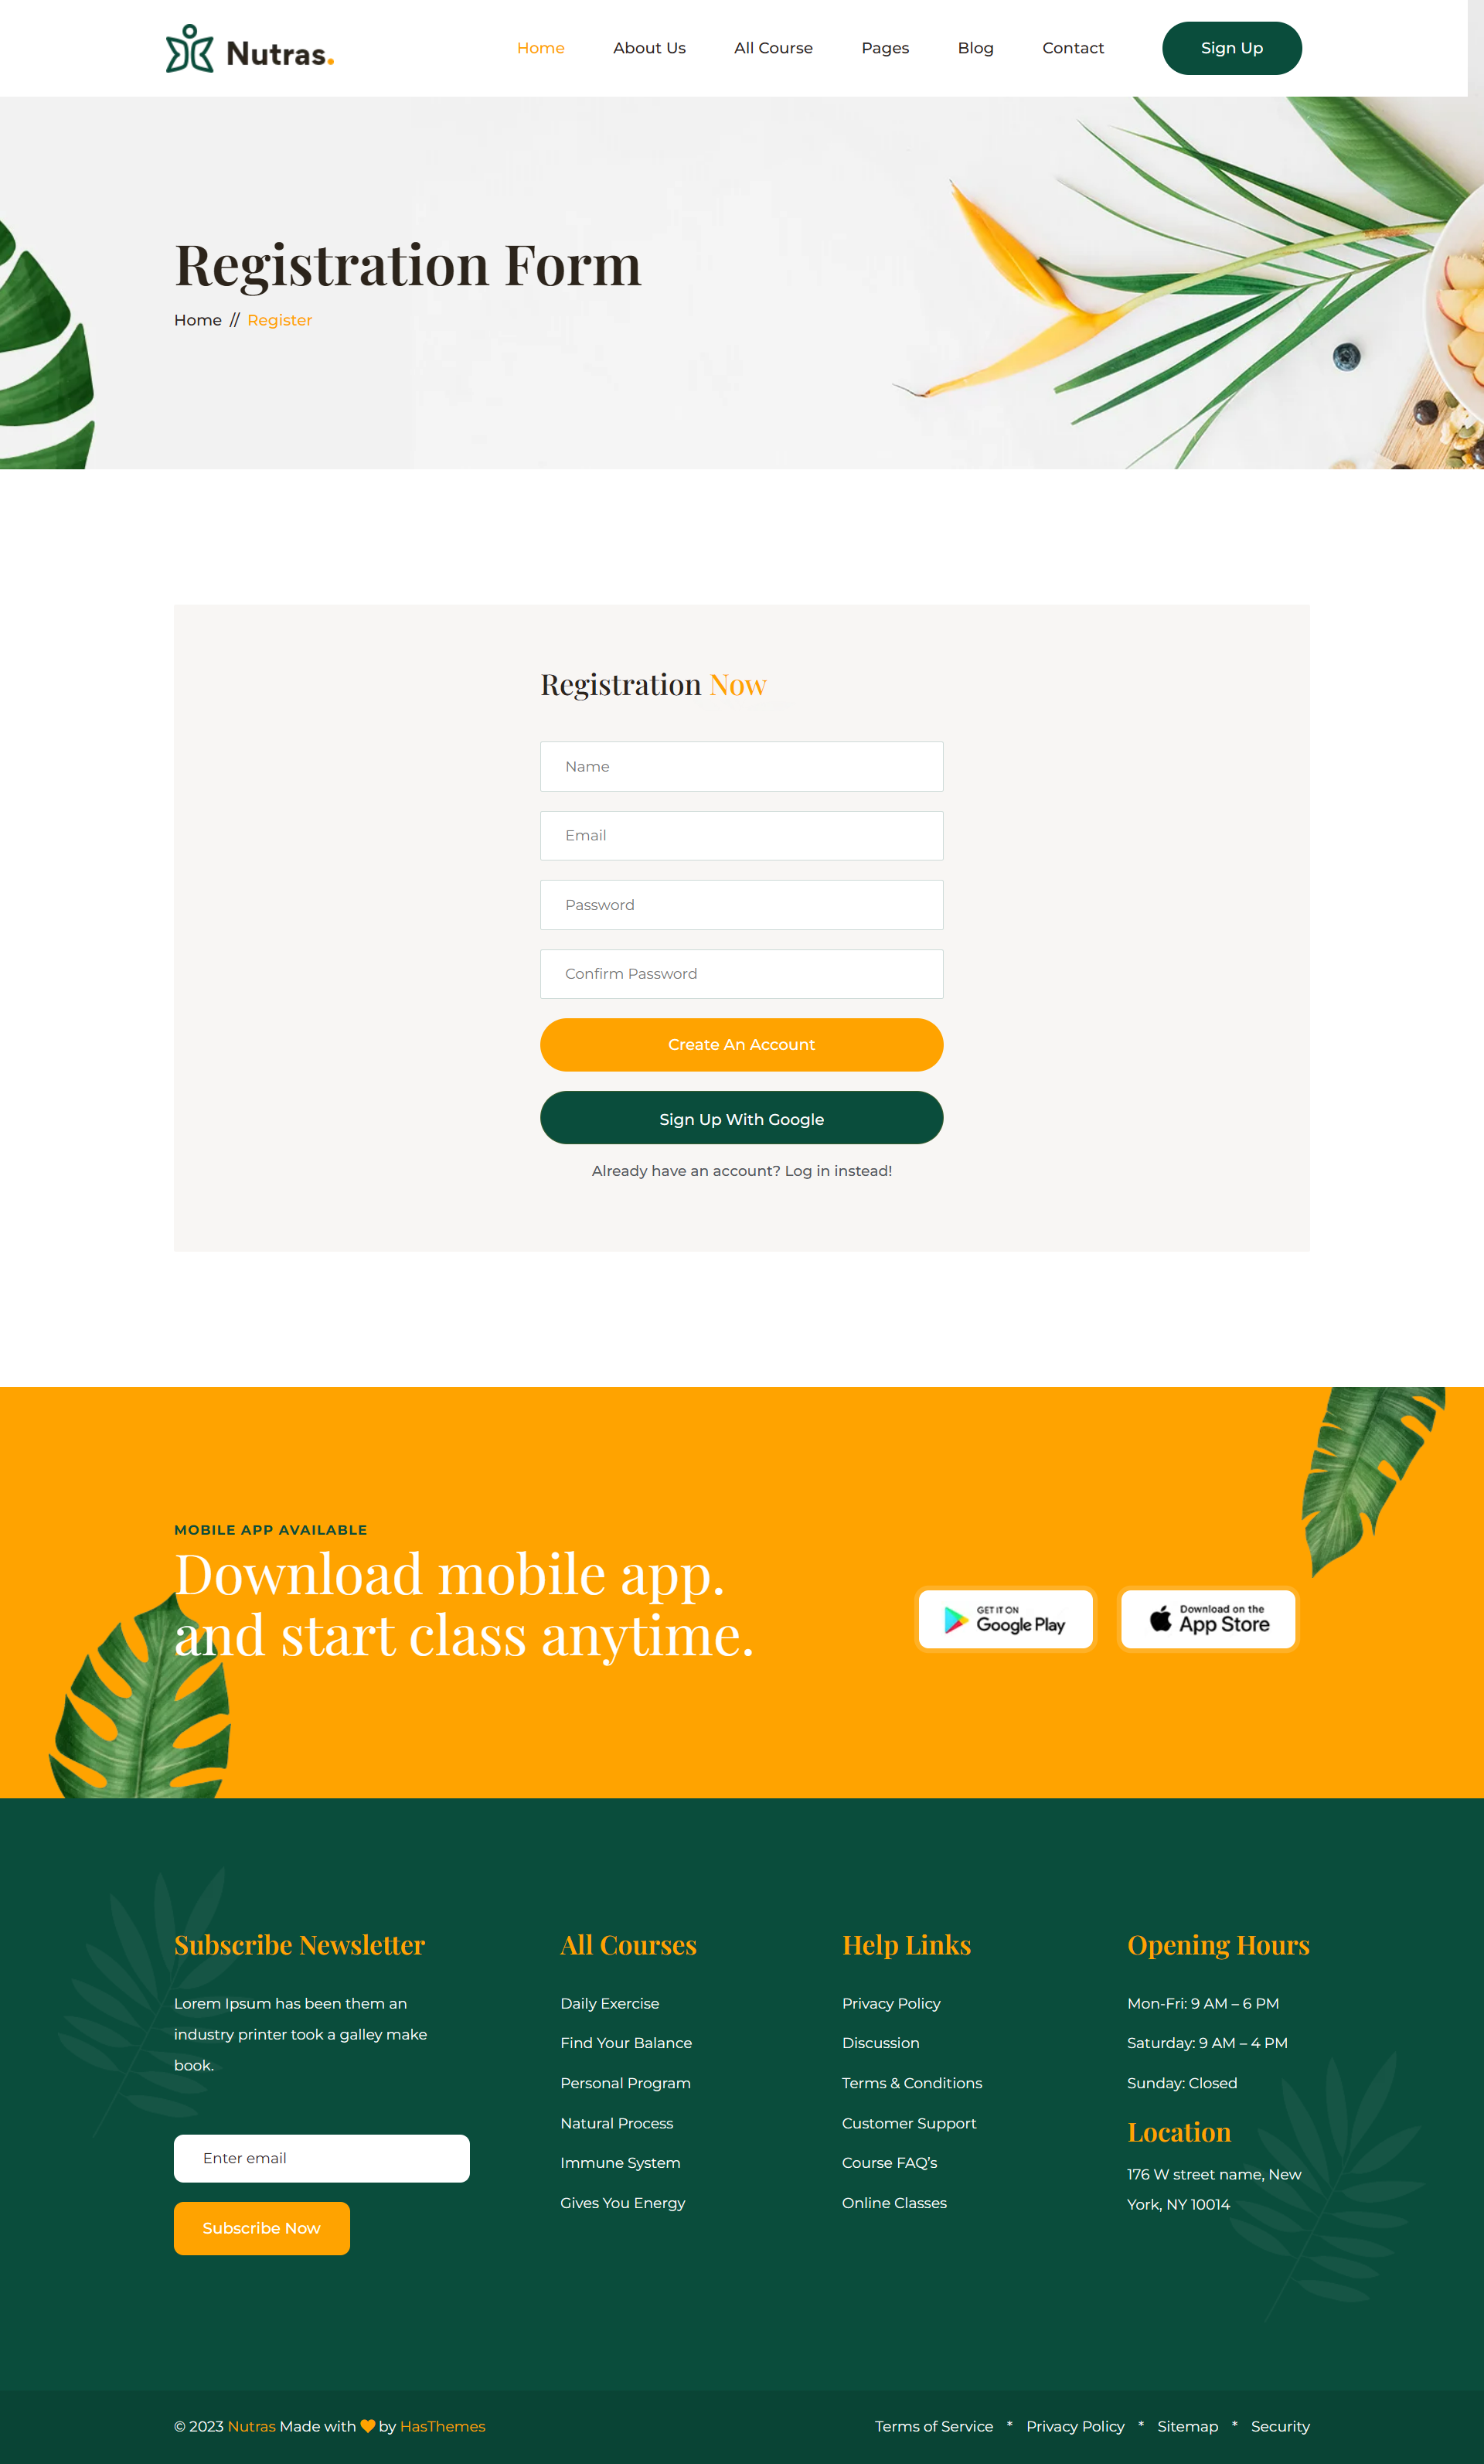 Nutras.
Home
About Us
All Course
Pages
Blog
Contact
Sign Up
Registration Form
Home // Register
Registration Now
Name
Email
Password
Confirm Password
Create An Account
Sign Up With Google
Already have an account? Log in instead!
MOBILE APP AVAILABLE
Download mobile app.
and start class anytime.
GET IT ON
Google Play
Download on the
App Store
Subscribe Newsletter
Lorem Ipsum has been them an
industry printer took a galley make
book.
Enter email
Subscribe Now
All Courses
Daily Exercise
Find Your Balance
Personal Program
Natural Process
Immune System
Gives You Energy
Help Links
Privacy Policy
Discussion
Terms & Conditions
Customer Support
Course FAQ’s
Online Classes
Opening Hours
Mon-Fri: 9 AM – 6 PM
Saturday: 9 AM – 4 PM
Sunday: Closed
Location
176 W street name, New
York, NY 10014
© 2023 Nutras Made with 🧡 by HasThemes
Terms of Service * Privacy Policy * Sitemap * Security